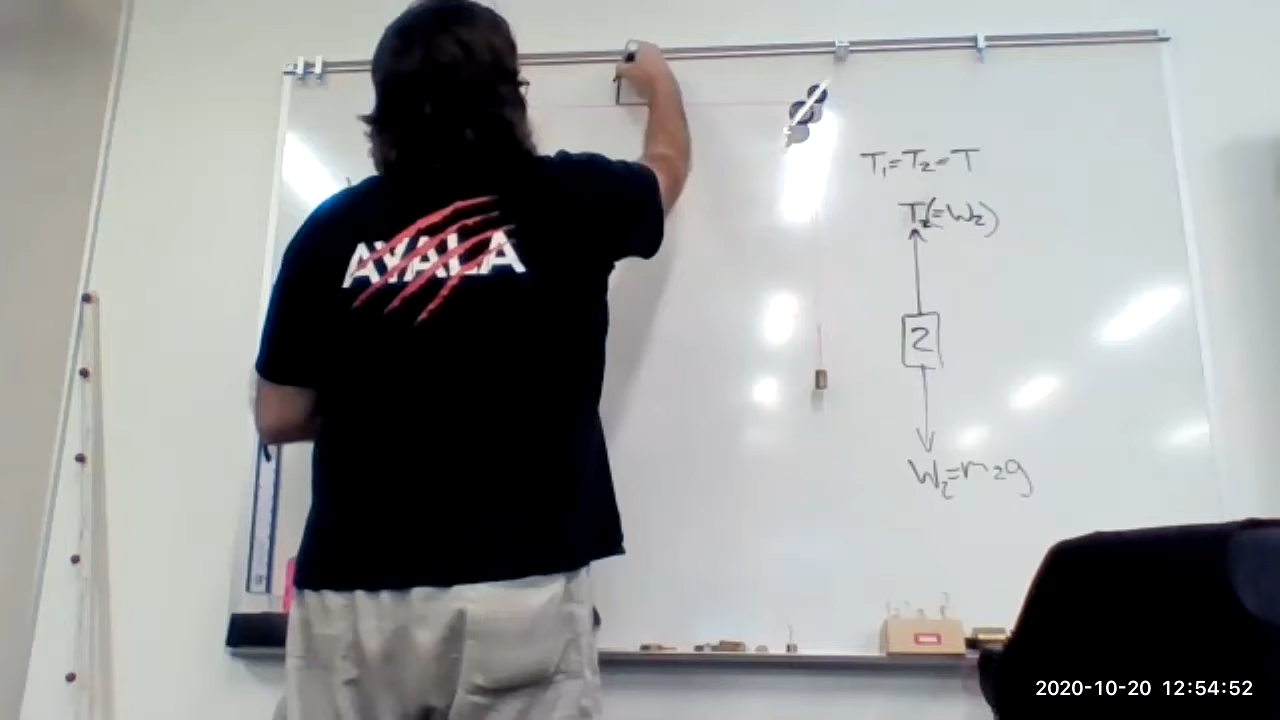 T₁=T₂=T
T₂(=W₂)
2
W₂=m₂g
AYALA
2020-10-20 12:54:52